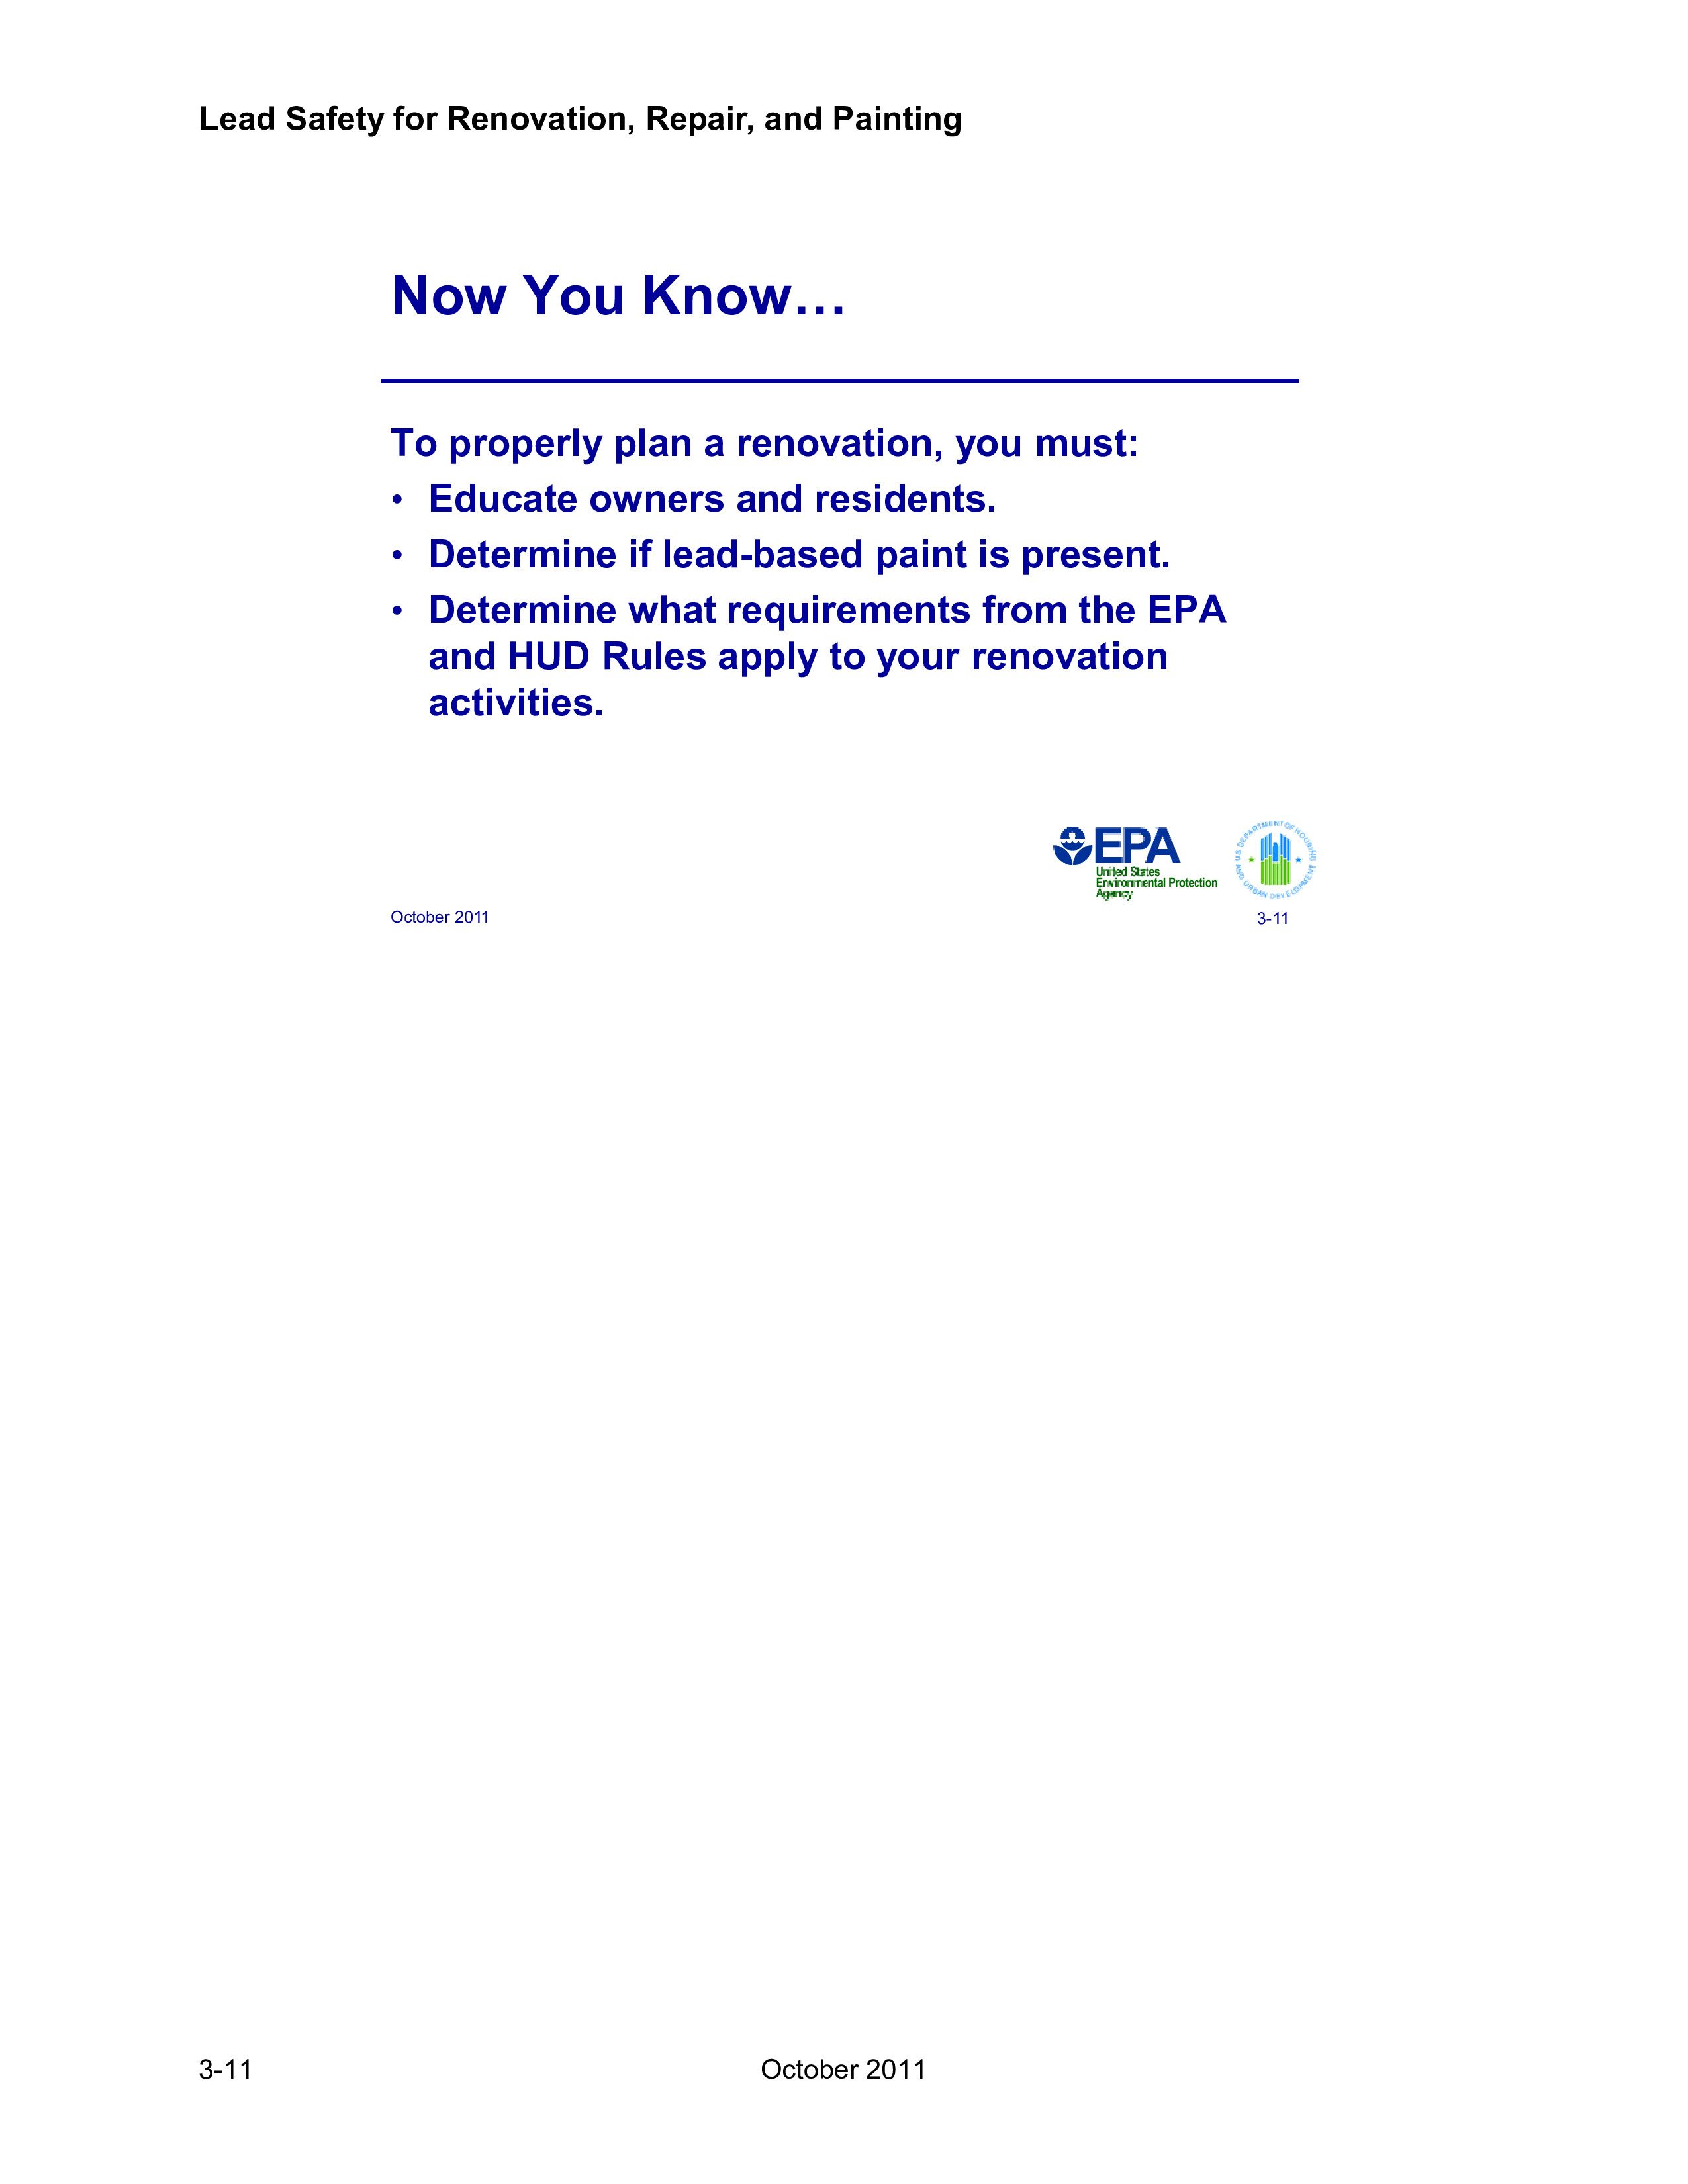 Lead Safety for Renovation, Repair, and Painting
Now You Know…
To properly plan a renovation, you must:
• Educate owners and residents.
• Determine if lead-based paint is present.
• Determine what requirements from the EPA
and HUD Rules apply to your renovation
activities.
EPA
United States
Environmental Protection
Agency
U.S. DEPARTMENT OF HOUSING AND URBAN DEVELOPMENT
October 2011
3-11
3-11
October 2011